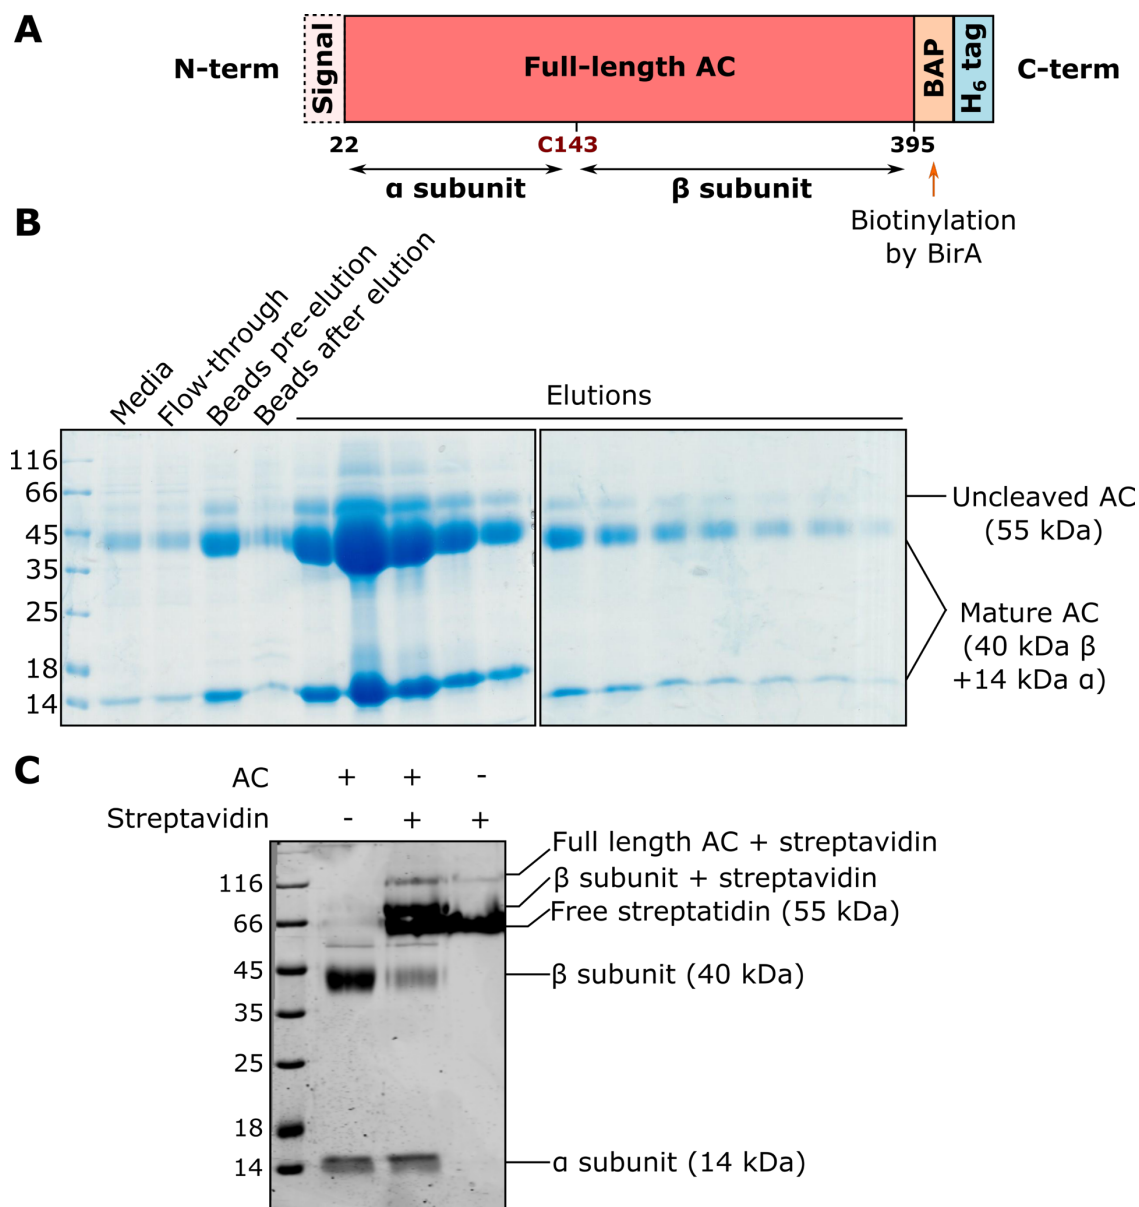 A
N-term
Signal
Full-length AC
BAP
H₆ tag
C-term
22
C143
395
α subunit
β subunit
Biotinylation
by BirA
B
Media
Flow-through
Beads pre-elution
Beads after elution
Elutions
116
66
45
35
25
18
14
Uncleaved AC
(55 kDa)
Mature AC
(40 kDa β
+14 kDa α)
C
AC + + -
Streptavidin - + +
116
66
45
35
25
18
14
Full length AC + streptavidin
β subunit + streptavidin
Free streptatidin (55 kDa)
β subunit (40 kDa)
α subunit (14 kDa)